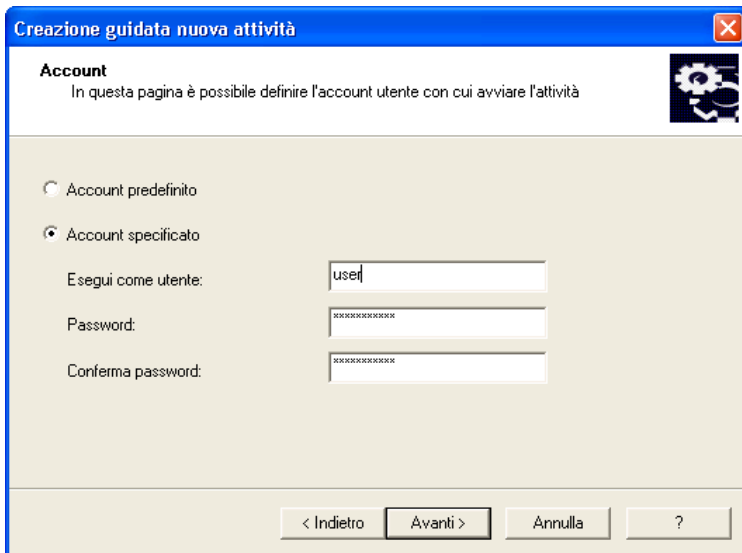 Creazione guidata nuova attività
Account
In questa pagina è possibile definire l'account utente con cui avviare l'attività
Account predefinito
Account specificato
Esegui come utente: user
Password: ***********
Conferma password: ***********
< Indietro Avanti > Annulla ?